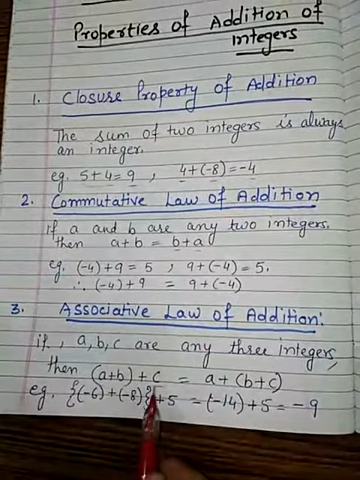 Properties of Addition of
Integers
1. Closure Property of Addition
The sum of two integers is always
an integer.
eg. 5+4=9 , 4+(-8)=-4
2. Commutative Law of Addition
if a and b are any two integers.
then a+b = b+a
eg. (-4)+9 = 5 , 9+(-4)=5.
∴ (-4)+9 = 9+(-4)
3. Associative Law of Addition:
if, a,b,c are any three integers,
then (a+b)+c = a+(b+c)
eg. {(-6)+(-8)}+5 = (-14)+5 = -9